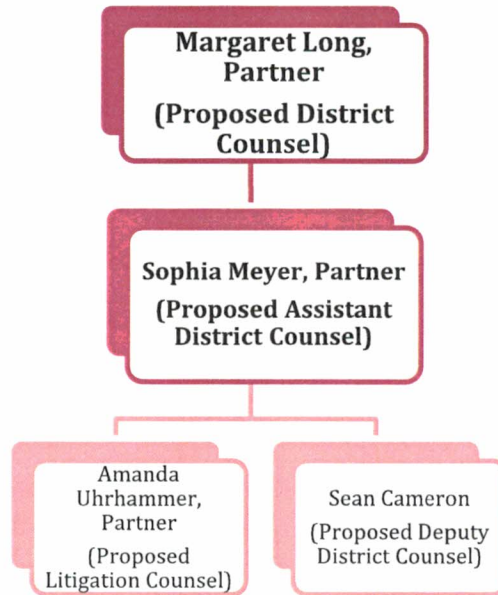 Margaret Long,
Partner
(Proposed District
Counsel)
Sophia Meyer, Partner
(Proposed Assistant
District Counsel)
Amanda
Uhrhammer,
Partner
(Proposed
Litigation Counsel)
Sean Cameron
(Proposed Deputy
District Counsel)